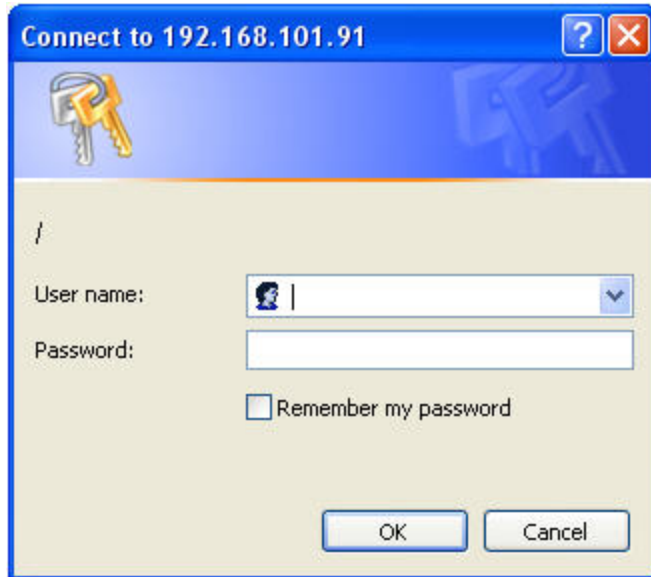 Connect to 192.168.101.91
/
User name:
Password:
Remember my password
OK Cancel